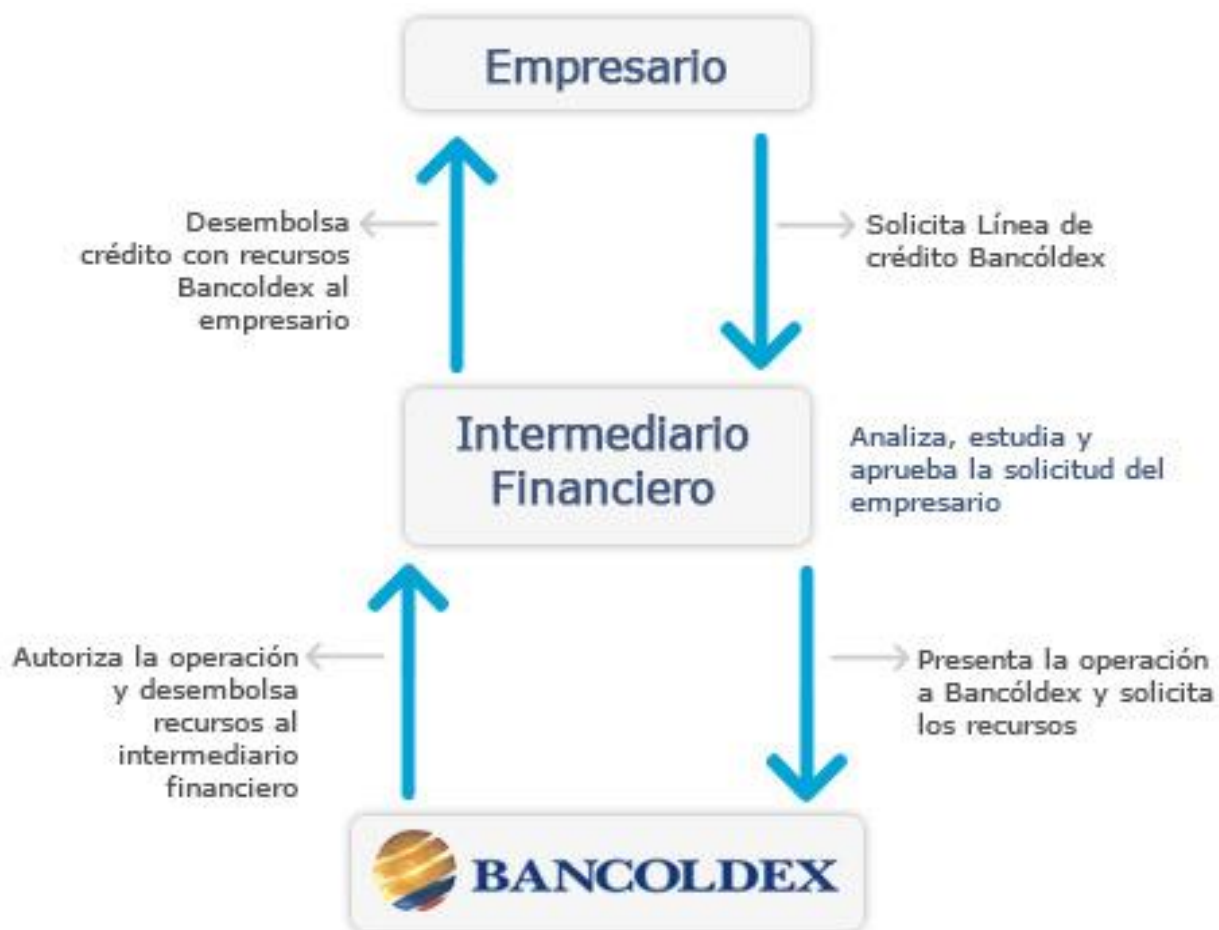 Empresario
Desembolsa
crédito con recursos
Bancoldex al
empresario
Solicita Línea de
crédito Bancóldex
Intermediario
Financiero
Analiza, estudia y
aprueba la solicitud del
empresario
Autoriza la operación
y desembolsa
recursos al
intermediario
financiero
Presenta la operación
a Bancóldex y solicita
los recursos
BANCOLDEX